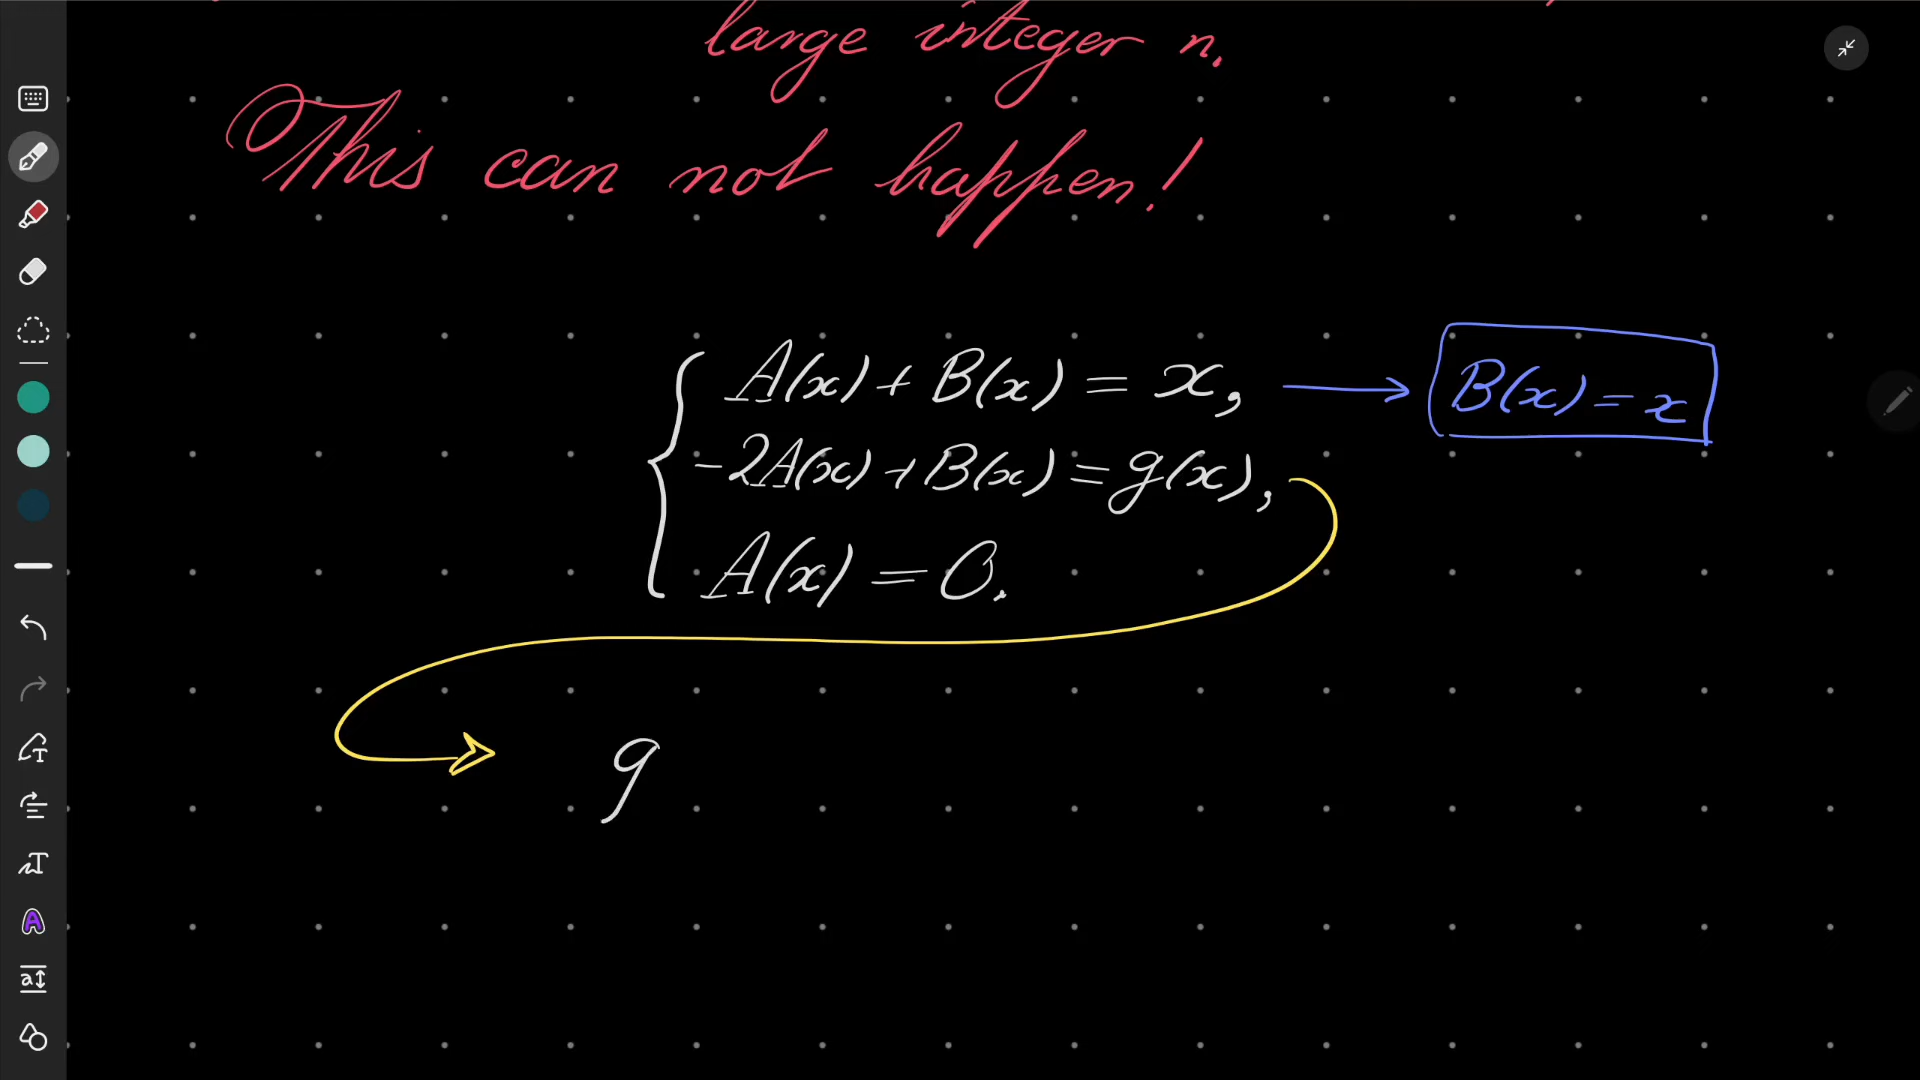 large integer n.
This can not happen!
A(x) + B(x) = x, → B(x) = x
-2A(x) + B(x) = g(x),
A(x) = 0.
g